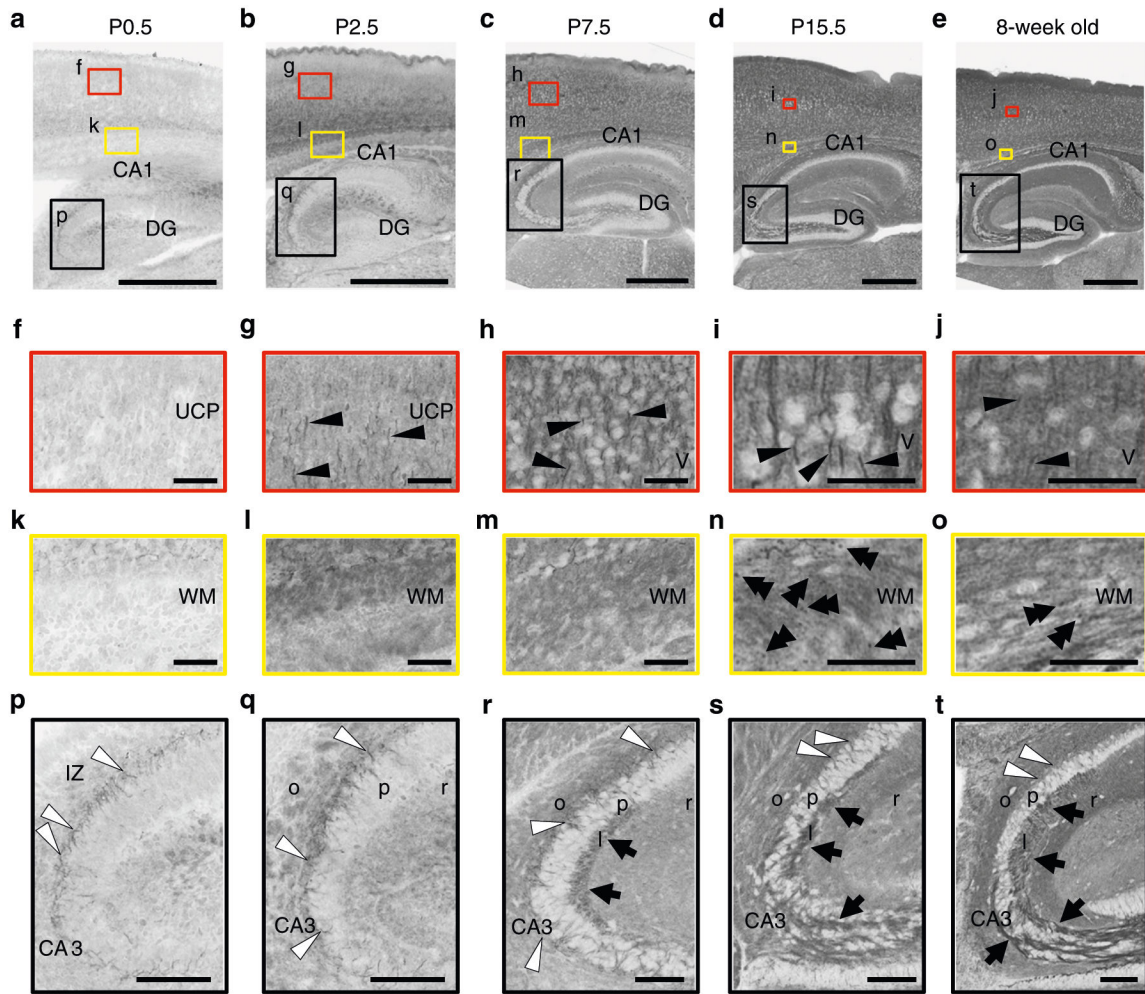 a P0.5 b P2.5 c P7.5 d P15.5 e 8-week old
f g h i j
k l m n o
CA1 CA1 CA1 CA1 CA1
p q r s t
DG DG DG DG DG
f g h i j
UCP UCP V V V
k l m n o
WM WM WM WM WM
p q r s t
IZ o p r o p r o p r o p r
l l l
CA3 CA3 CA3 CA3 CA3